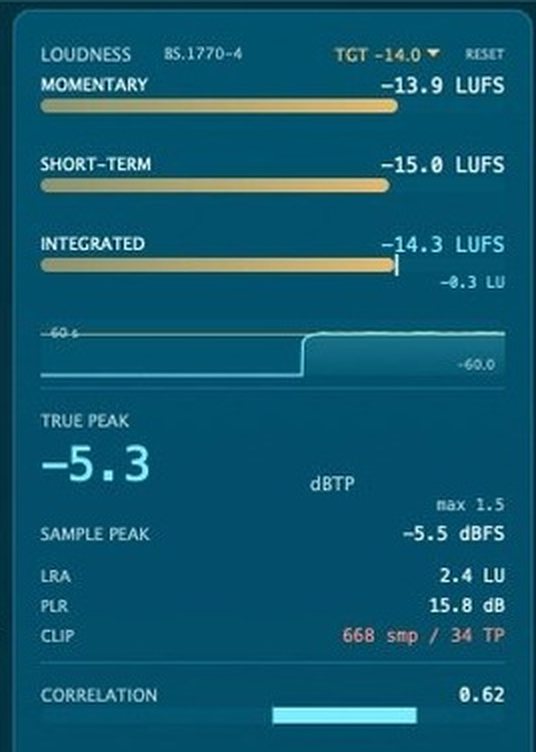 LOUDNESS BS.1770-4 TGT -14.0 RESET
MOMENTARY -13.9 LUFS
SHORT-TERM -15.0 LUFS
INTEGRATED -14.3 LUFS
-0.3 LU
60 s
-60.0
TRUE PEAK
-5.3 dBTP
max 1.5
SAMPLE PEAK -5.5 dBFS
LRA 2.4 LU
PLR 15.8 dB
CLIP 668 smp / 34 TP
CORRELATION 0.62